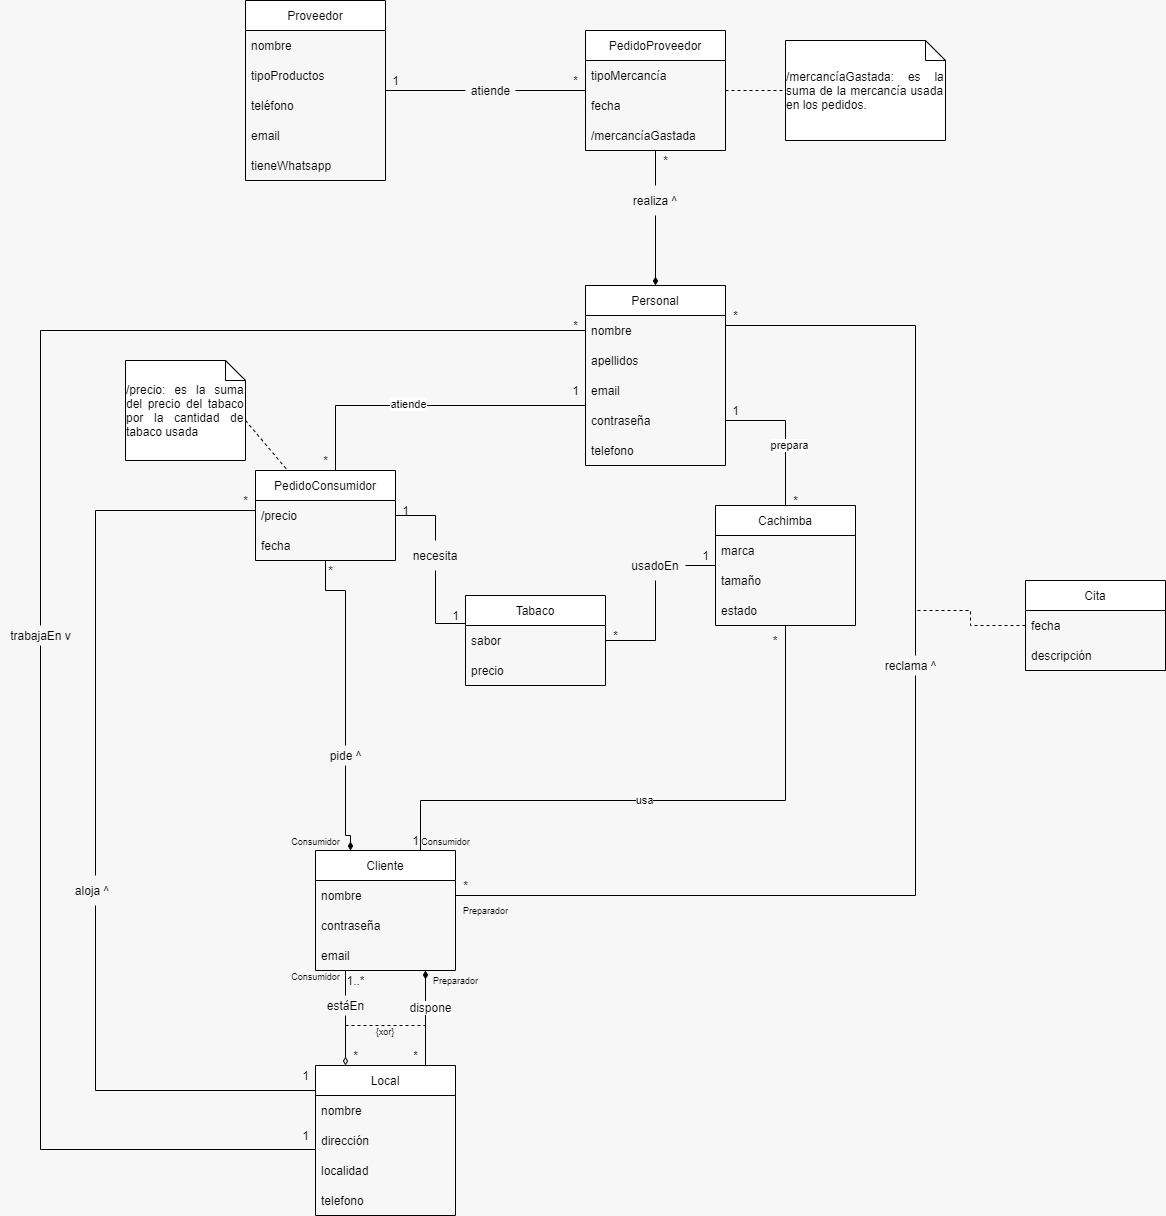 Proveedor
nombre
tipoProductos
teléfono
email
tieneWhatsapp
1
atiende
*
PedidoProveedor
tipoMercancía
fecha
/mercancíaGastada
/mercancíaGastada: es la
suma de la mercancía usada
en los pedidos.
*
realiza ^
Personal
nombre
apellidos
email
contraseña
telefono
*
*
1
atiende
*
1
prepara
*
/precio: es la suma
del precio del tabaco
por la cantidad de
tabaco usada
PedidoConsumidor
/precio
fecha
*
1
necesita
1
*
Cachimba
marca
tamaño
estado
1
usadoEn
*
*
Tabaco
sabor
precio
Cita
fecha
descripción
trabajaEn v
reclama ^
pide ^
usa
aloja ^
Consumidor
1 Consumidor
Cliente
nombre
contraseña
email
*
Preparador
Consumidor
1..*
Preparador
estáEn
dispone
{xor}
*
*
1
1
Local
nombre
dirección
localidad
telefono